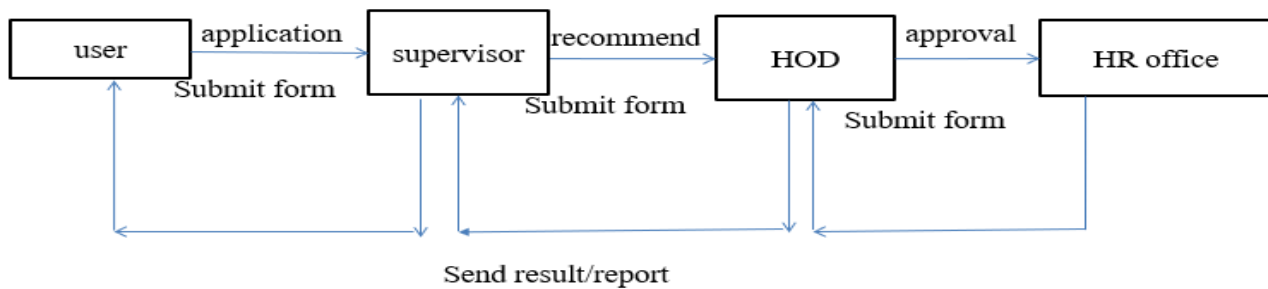 user
application
Submit form
supervisor
recommend
Submit form
HOD
approval
Submit form
HR office
Send result/report